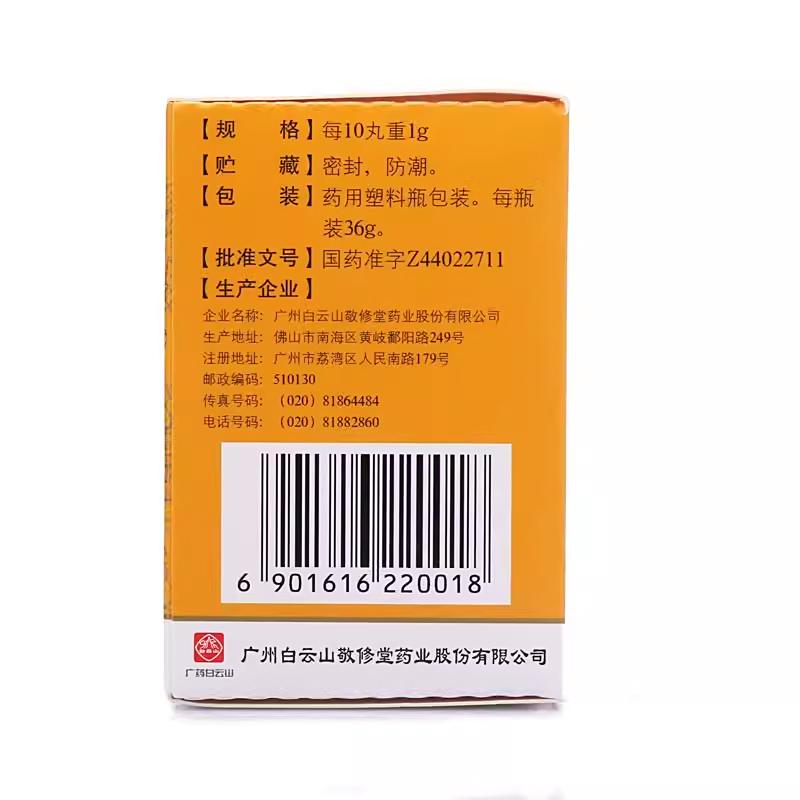 【规　　格】每10丸重1g
【贮　　藏】密封，防潮。
【包　　装】药用塑料瓶包装。每瓶
装36g。
【批准文号】国药准字Z44022711
【生产企业】
企业名称：广州白云山敬修堂药业股份有限公司
生产地址：佛山市南海区黄岐鄱阳路249号
注册地址：广州市荔湾区人民南路179号
邮政编码：510130
传真号码：（020）81864484
电话号码：（020）81882860
6 901616 220018
广药白云山
广州白云山敬修堂药业股份有限公司